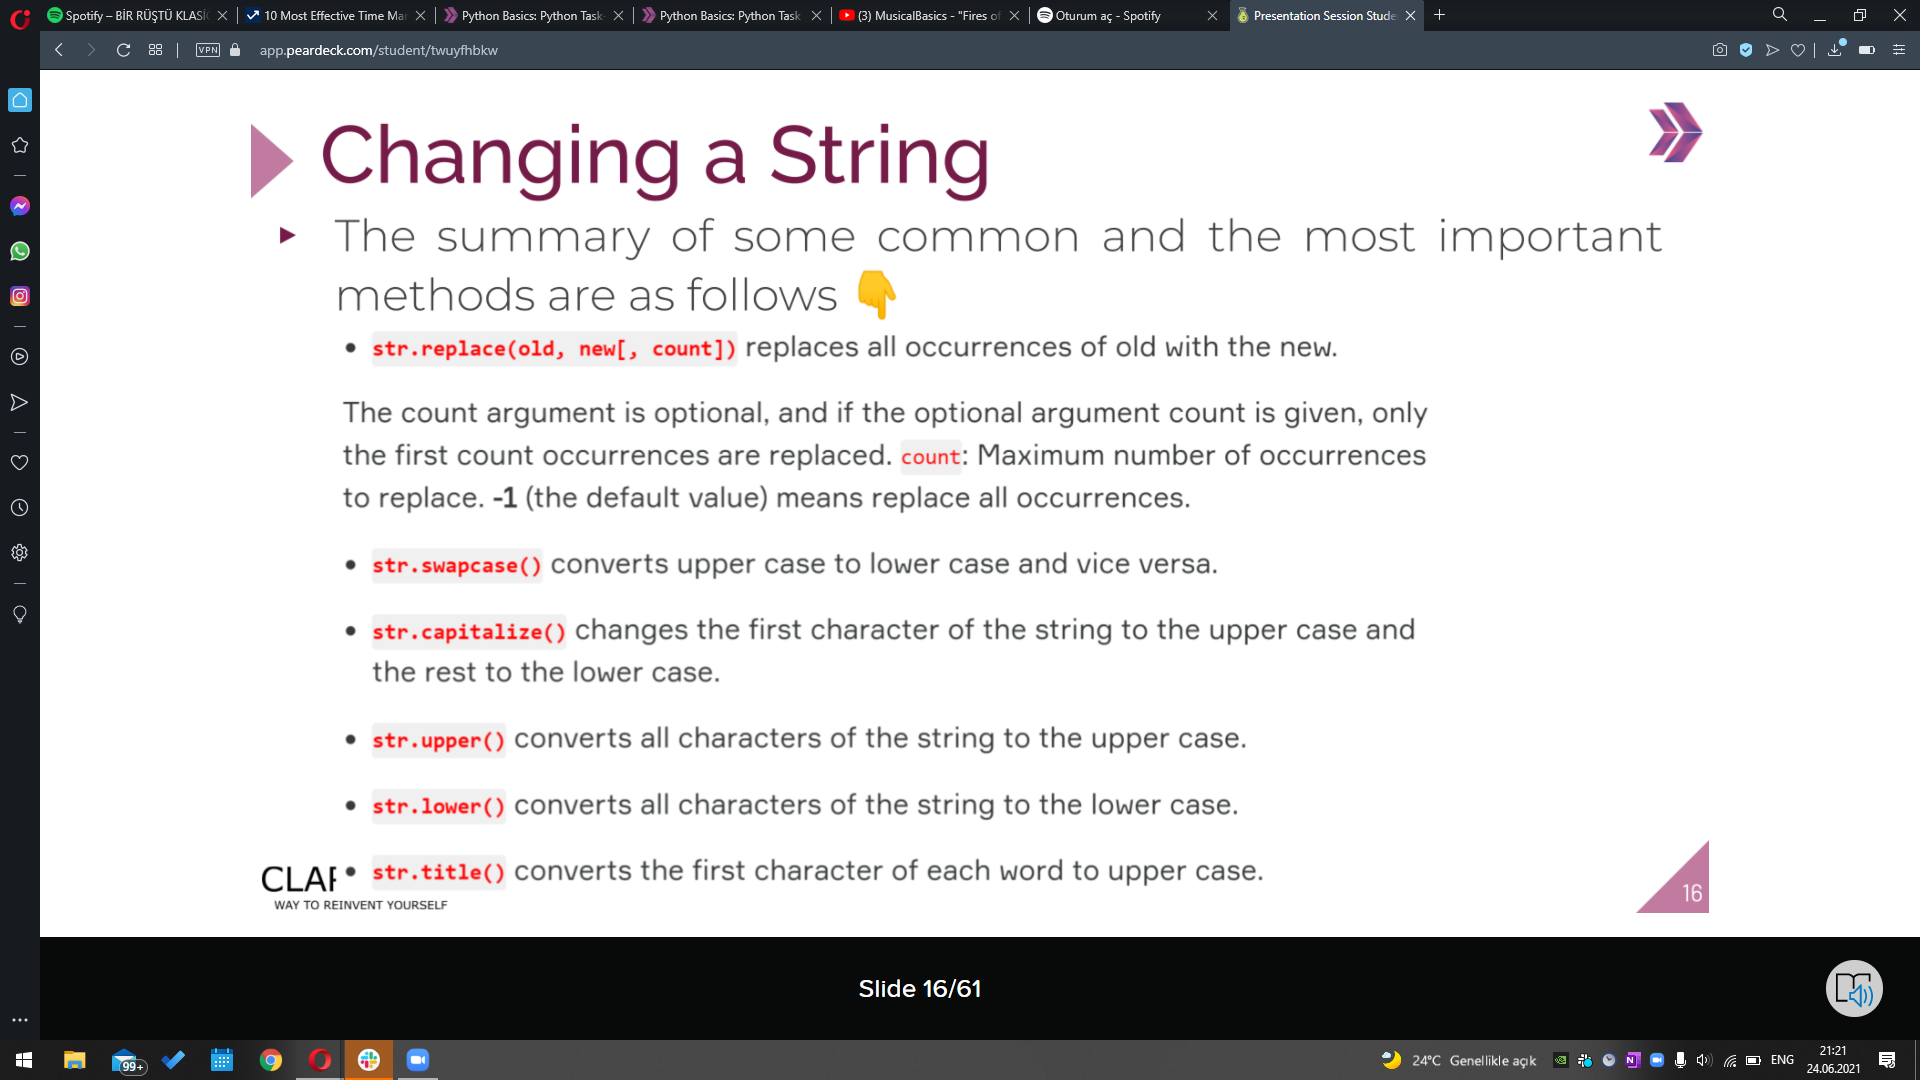 Spotify – BİR RÜŞTÜ KLASİ
10 Most Effective Time Ma
Python Basics: Python Task
Python Basics: Python Task
(3) MusicalBasics - "Fires of
Oturum aç - Spotify
Presentation Session Stude
VPN
app.peardeck.com/student/twuyfhbkw
Changing a String
The summary of some common and the most important
methods are as follows 👇
• str.replace(old, new[, count]) replaces all occurrences of old with the new.
The count argument is optional, and if the optional argument count is given, only
the first count occurrences are replaced. count: Maximum number of occurrences
to replace. -1 (the default value) means replace all occurrences.
• str.swapcase() converts upper case to lower case and vice versa.
• str.capitalize() changes the first character of the string to the upper case and
the rest to the lower case.
• str.upper() converts all characters of the string to the upper case.
• str.lower() converts all characters of the string to the lower case.
• str.title() converts the first character of each word to upper case.
CLA
WAY TO REINVENT YOURSELF
16
Slide 16/61
99+
24°C Genellikle açık
ENG
21:21
24.06.2021